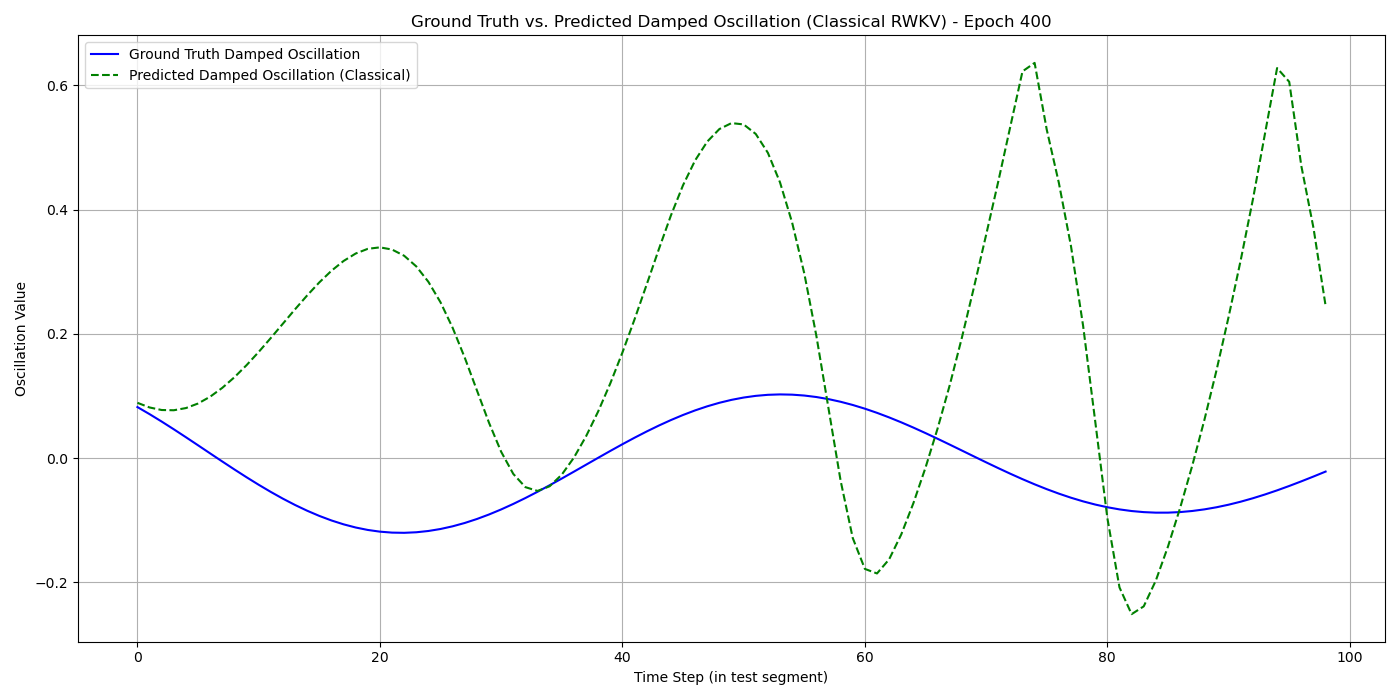 Ground Truth vs. Predicted Damped Oscillation (Classical RWKV) - Epoch 400
Ground Truth Damped Oscillation
Predicted Damped Oscillation (Classical)
Oscillation Value
0.6
0.4
0.2
0.0
−0.2
0 20 40 60 80 100
Time Step (in test segment)